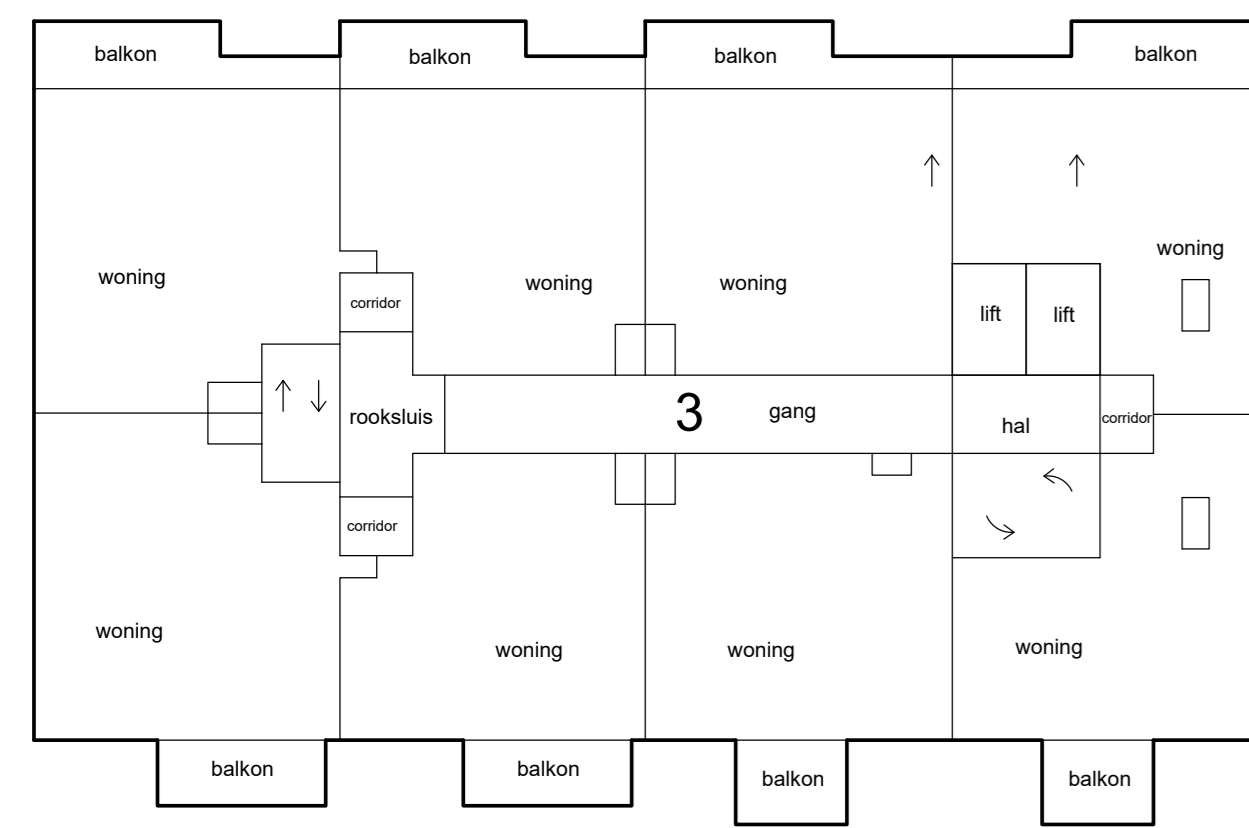 balkon
balkon
balkon
balkon
woning
woning
woning
woning
corridor
lift
lift
rooksluis
3
gang
hal
corridor
corridor
woning
woning
woning
woning
balkon
balkon
balkon
balkon